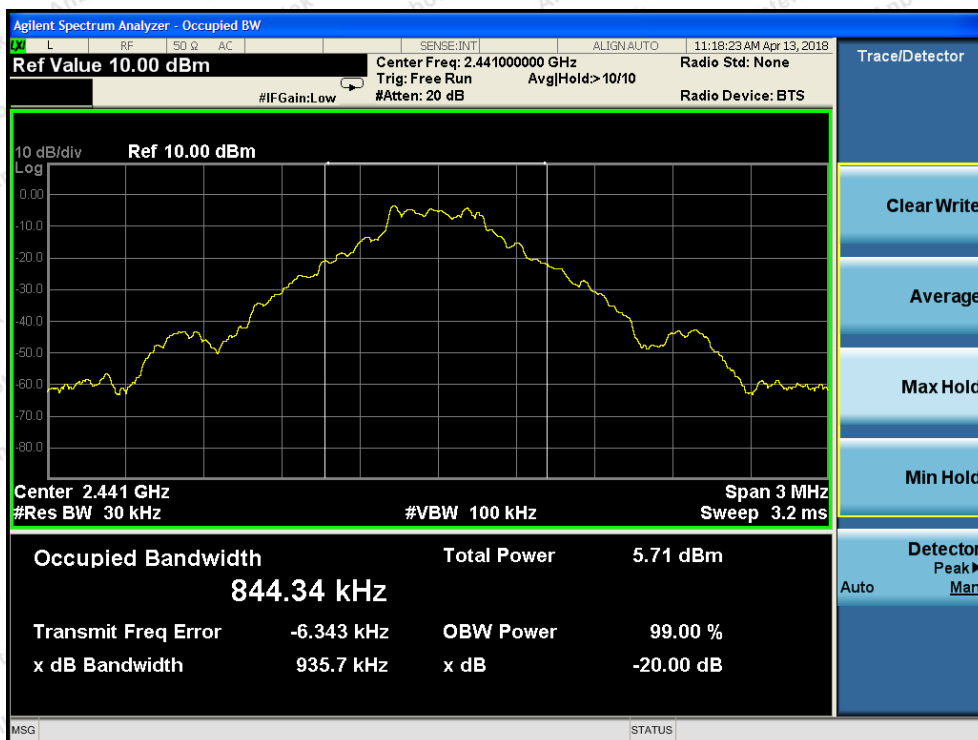 Agilent Spectrum Analyzer - Occupied BW
LXI L RF 50 Ω AC SENSE:INT ALIGN AUTO 11:18:23 AM Apr 13, 2018
Ref Value 10.00 dBm
Center Freq: 2.441000000 GHz
Radio Std: None
Trig: Free Run Avg|Hold:> 10/10
#IFGain:Low
#Atten: 20 dB
Radio Device: BTS
10 dB/div Ref 10.00 dBm
Log
0.00
-10.0
-20.0
-30.0
-40.0
-50.0
-60.0
-70.0
-80.0
Center 2.441 GHz
Span 3 MHz
#Res BW 30 kHz
#VBW 100 kHz
Sweep 3.2 ms
Occupied Bandwidth
Total Power 5.71 dBm
844.34 kHz
Transmit Freq Error -6.343 kHz
OBW Power 99.00 %
x dB Bandwidth 935.7 kHz
x dB -20.00 dB
MSG
STATUS
Trace/Detector
Clear Write
Average
Max Hold
Min Hold
Detector
Peak▶
Auto Man